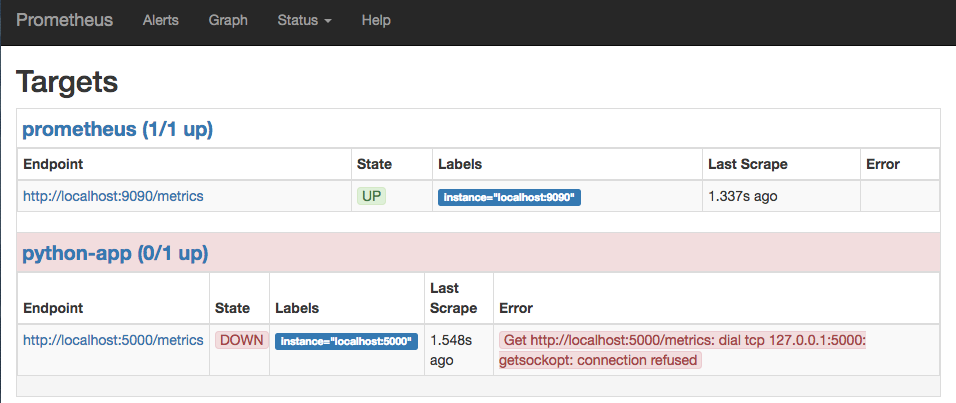 Prometheus Alerts Graph Status Help
Targets
prometheus (1/1 up)
Endpoint State Labels Last Scrape Error
http://localhost:9090/metrics UP instance="localhost:9090" 1.337s ago
python-app (0/1 up)
Endpoint State Labels Last Scrape Error
http://localhost:5000/metrics DOWN instance="localhost:5000" 1.548s ago Get http://localhost:5000/metrics: dial tcp 127.0.0.1:5000:
getsockopt: connection refused